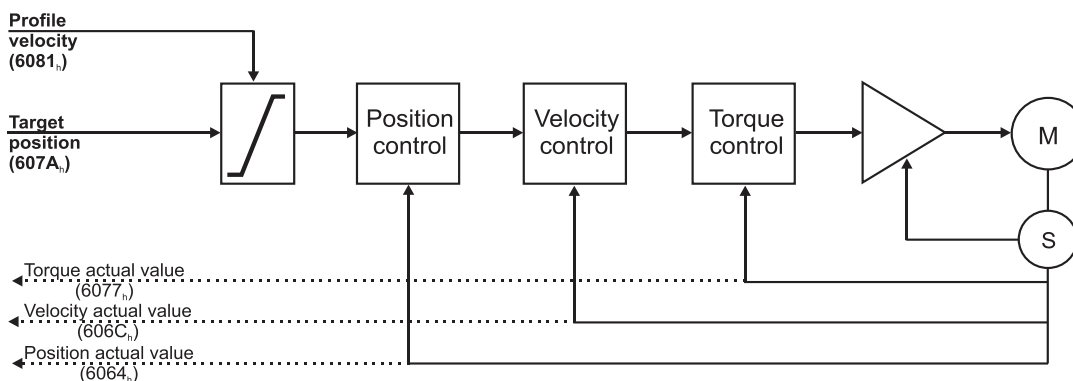 Profile
velocity
(6081h)
Target
position
(607Ah)
Position
control
Velocity
control
Torque
control
M
S
Torque actual value
(6077h)
Velocity actual value
(606Ch)
Position actual value
(6064h)